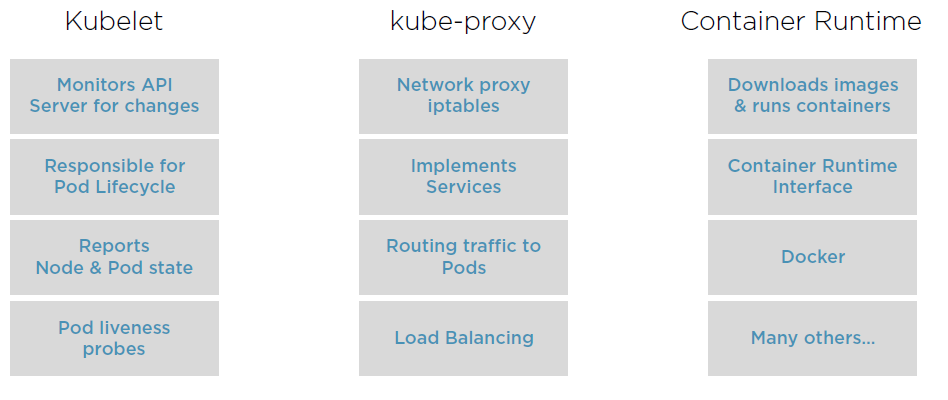 Kubelet
Monitors API
Server for changes
Responsible for
Pod Lifecycle
Reports
Node & Pod state
Pod liveness
probes
kube-proxy
Network proxy
iptables
Implements
Services
Routing traffic to
Pods
Load Balancing
Container Runtime
Downloads images
& runs containers
Container Runtime
Interface
Docker
Many others...